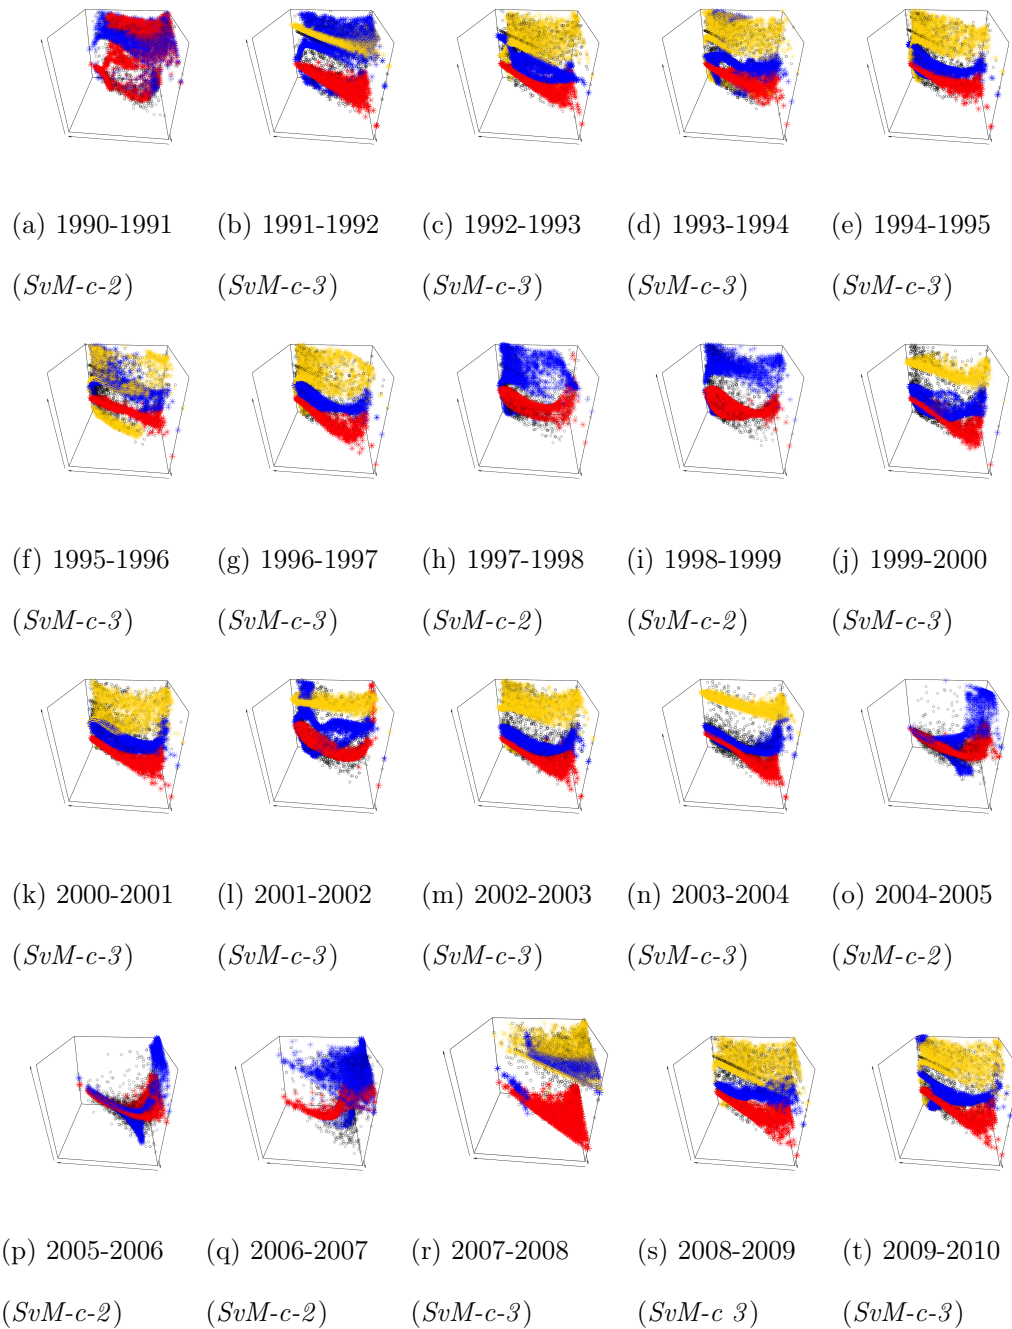 (a) 1990-1991 (b) 1991-1992 (c) 1992-1993 (d) 1993-1994 (e) 1994-1995
(SvM-c-2) (SvM-c-3) (SvM-c-3) (SvM-c-3) (SvM-c-3)
(f) 1995-1996 (g) 1996-1997 (h) 1997-1998 (i) 1998-1999 (j) 1999-2000
(SvM-c-3) (SvM-c-3) (SvM-c-2) (SvM-c-2) (SvM-c-3)
(k) 2000-2001 (l) 2001-2002 (m) 2002-2003 (n) 2003-2004 (o) 2004-2005
(SvM-c-3) (SvM-c-3) (SvM-c-3) (SvM-c-3) (SvM-c-2)
(p) 2005-2006 (q) 2006-2007 (r) 2007-2008 (s) 2008-2009 (t) 2009-2010
(SvM-c-2) (SvM-c-2) (SvM-c-3) (SvM-c 3) (SvM-c-3)